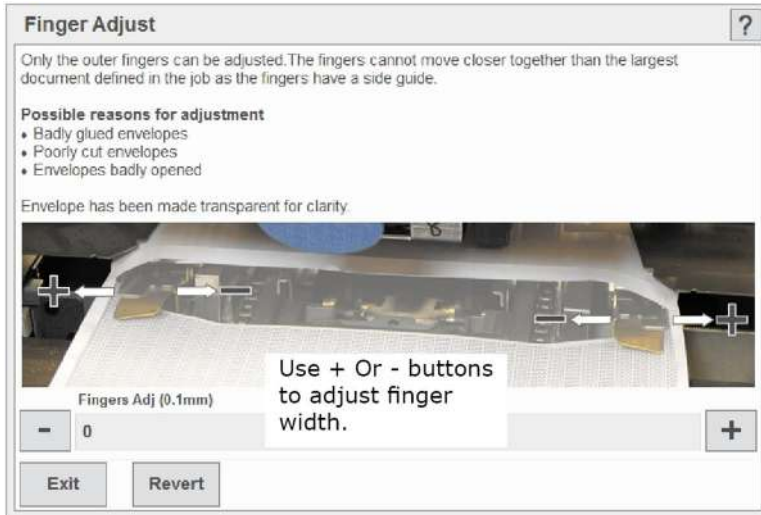 Finger Adjust
?
Only the outer fingers can be adjusted.The fingers cannot move closer together than the largest
document defined in the job as the fingers have a side guide.
Possible reasons for adjustment
• Badly glued envelopes
• Poorly cut envelopes
• Envelopes badly opened
Envelope has been made transparent for clarity.
+ -
- +
Use + Or - buttons
to adjust finger
width.
Fingers Adj (0.1mm)
- 0 +
Exit Revert